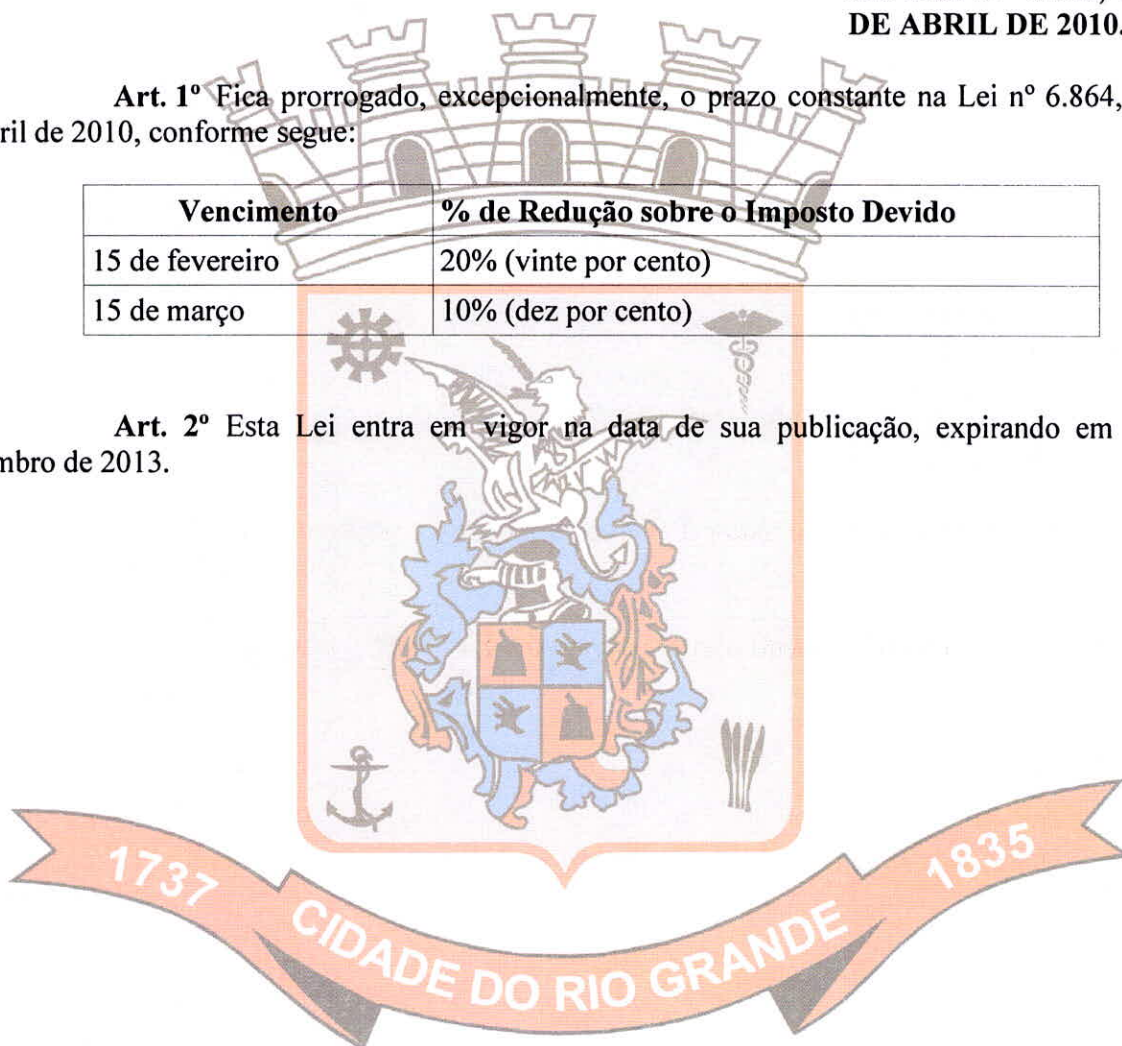 DE ABRIL DE 2010.
Art. 1º Fica prorrogado, excepcionalmente, o prazo constante na Lei nº 6.864,
ril de 2010, conforme segue:
Vencimento % de Redução sobre o Imposto Devido
15 de fevereiro 20% (vinte por cento)
15 de março 10% (dez por cento)
Art. 2º Esta Lei entra em vigor na data de sua publicação, expirando em
mbro de 2013.
1737 CIDADE DO RIO GRANDE 1835